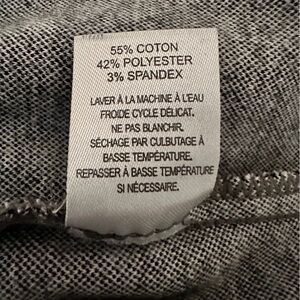 55% COTON
42% POLYESTER
3% SPANDEX
LAVER À LA MACHINE À L'EAU
FROIDE CYCLE DÉLICAT.
NE PAS BLANCHIR.
SÉCHAGE PAR CULBUTAGE À
BASSE TEMPÉRATURE.
REPASSER À BASSE TEMPÉRATURE
SI NÉCESSAIRE.